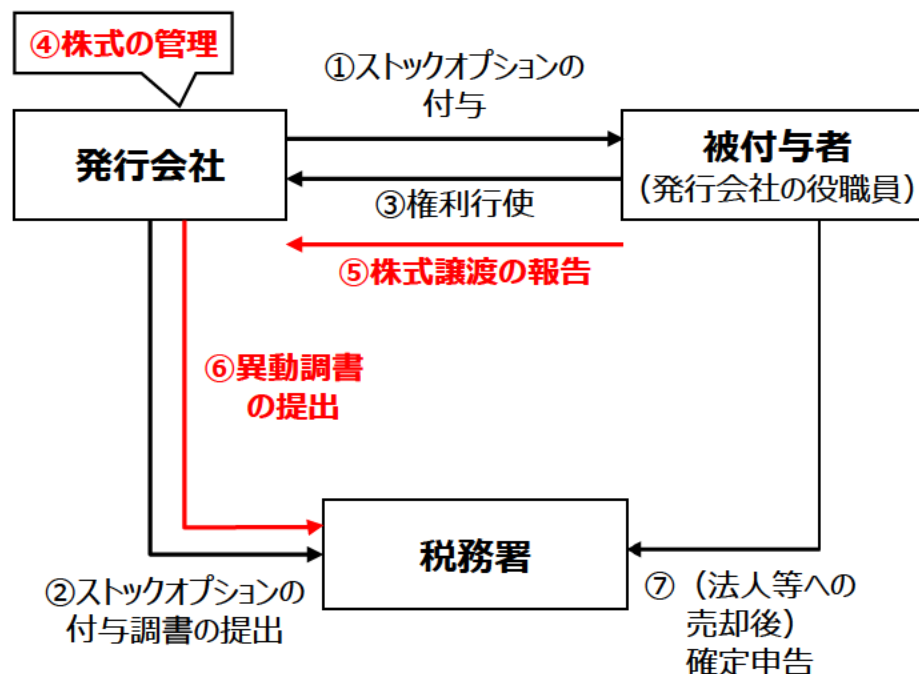 ④株式の管理
①ストックオプションの
付与
発行会社
被付与者
（発行会社の役職員）
③権利行使
⑤株式譲渡の報告
⑥異動調書
の提出
税務署
②ストックオプションの
付与調書の提出
⑦（法人等への
売却後）
確定申告